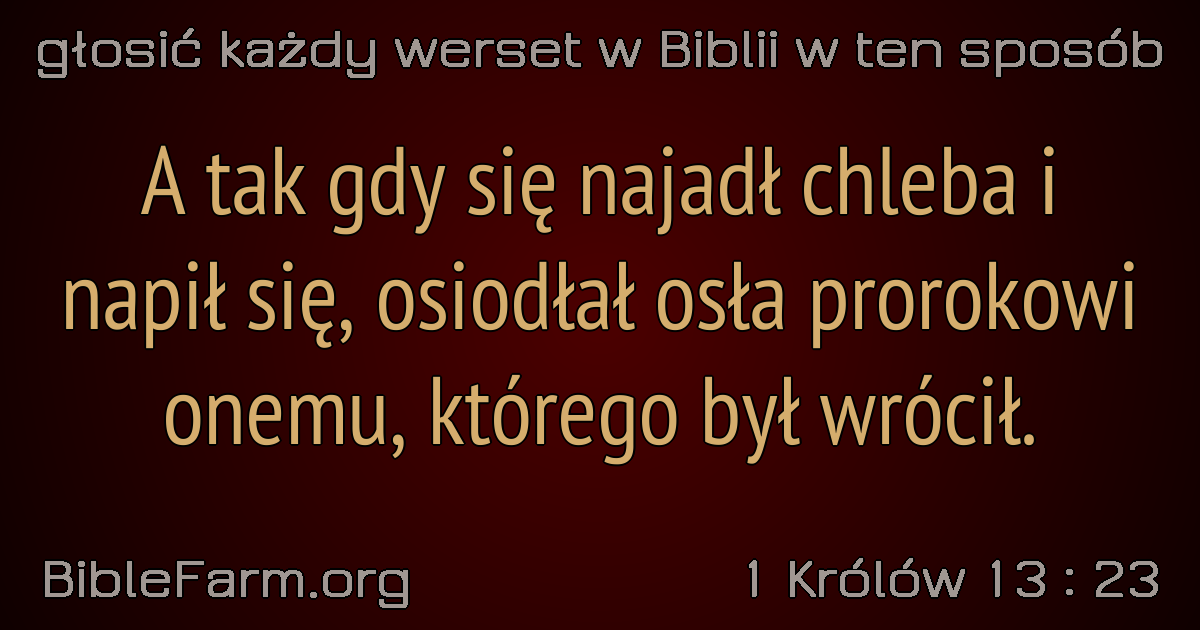 głosić każdy werset w Biblii w ten sposób
A tak gdy się najadł chleba i
napił się, osiodłał osła prorokowi
onemu, którego był wrócił.
BibleFarm.org
1 Królów 13 : 23